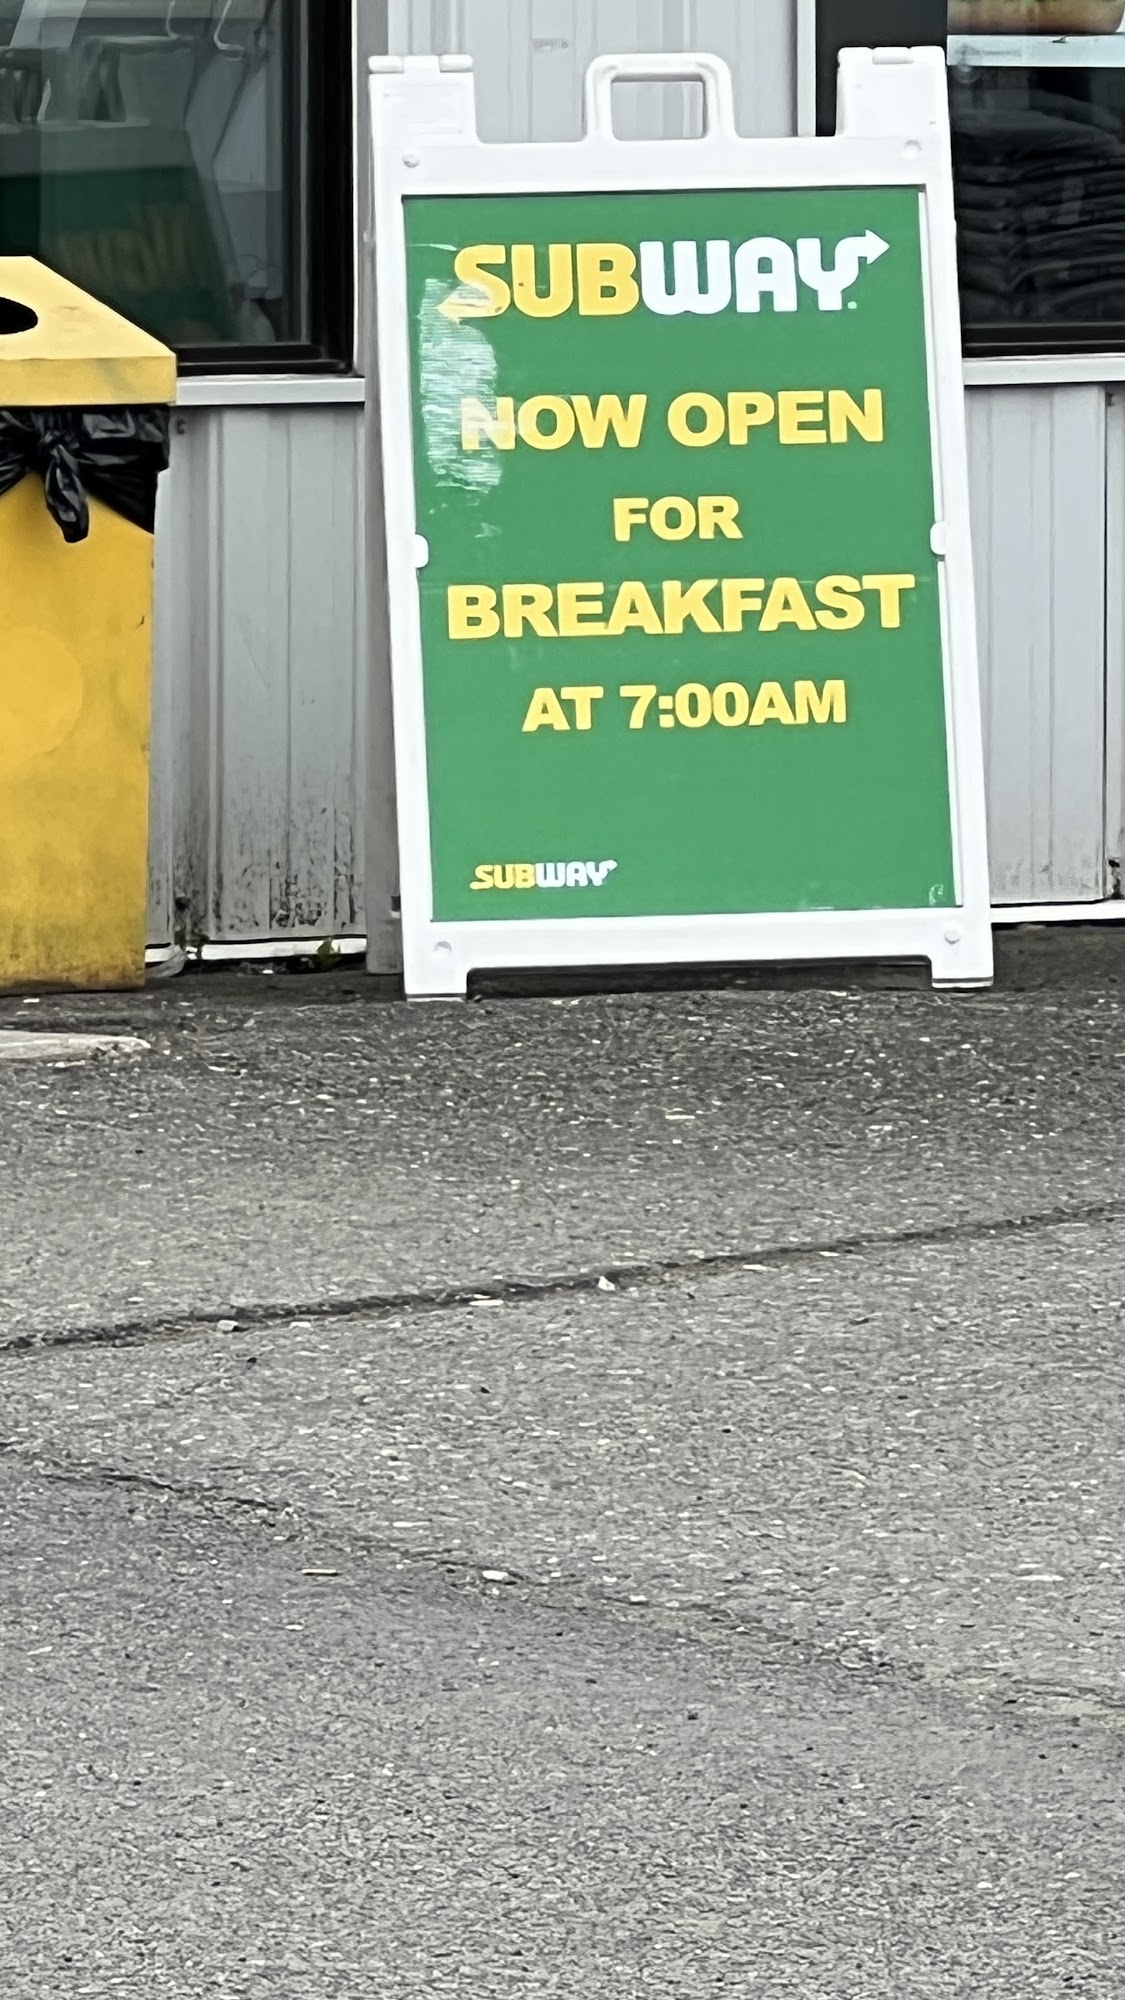 SUBWAY
NOW OPEN
FOR
BREAKFAST
AT 7:00AM
SUBWAY